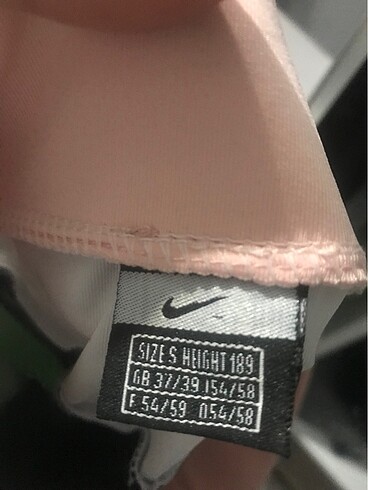 SIZE S HEIGHT 189
GB 37/39 I 54/58
F 54/59 D 54/58